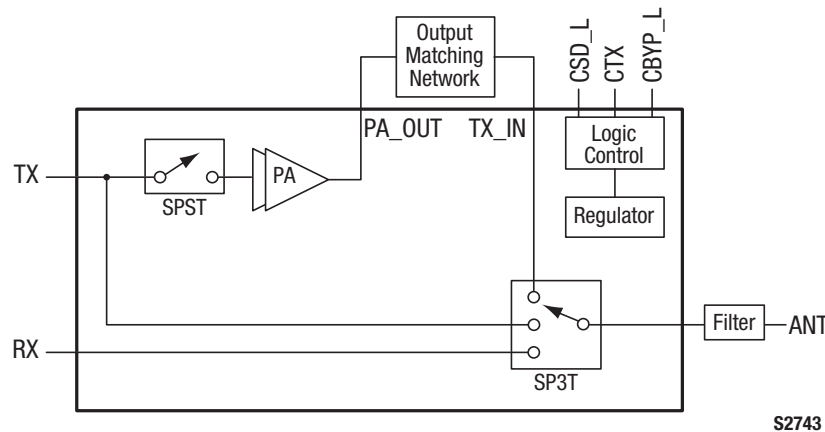 Output
Matching
Network
CSD_L
CTX
CBYP_L
PA_OUT
TX_IN
Logic
Control
TX
PA
SPST
Regulator
Filter
ANT
RX
SP3T
S2743